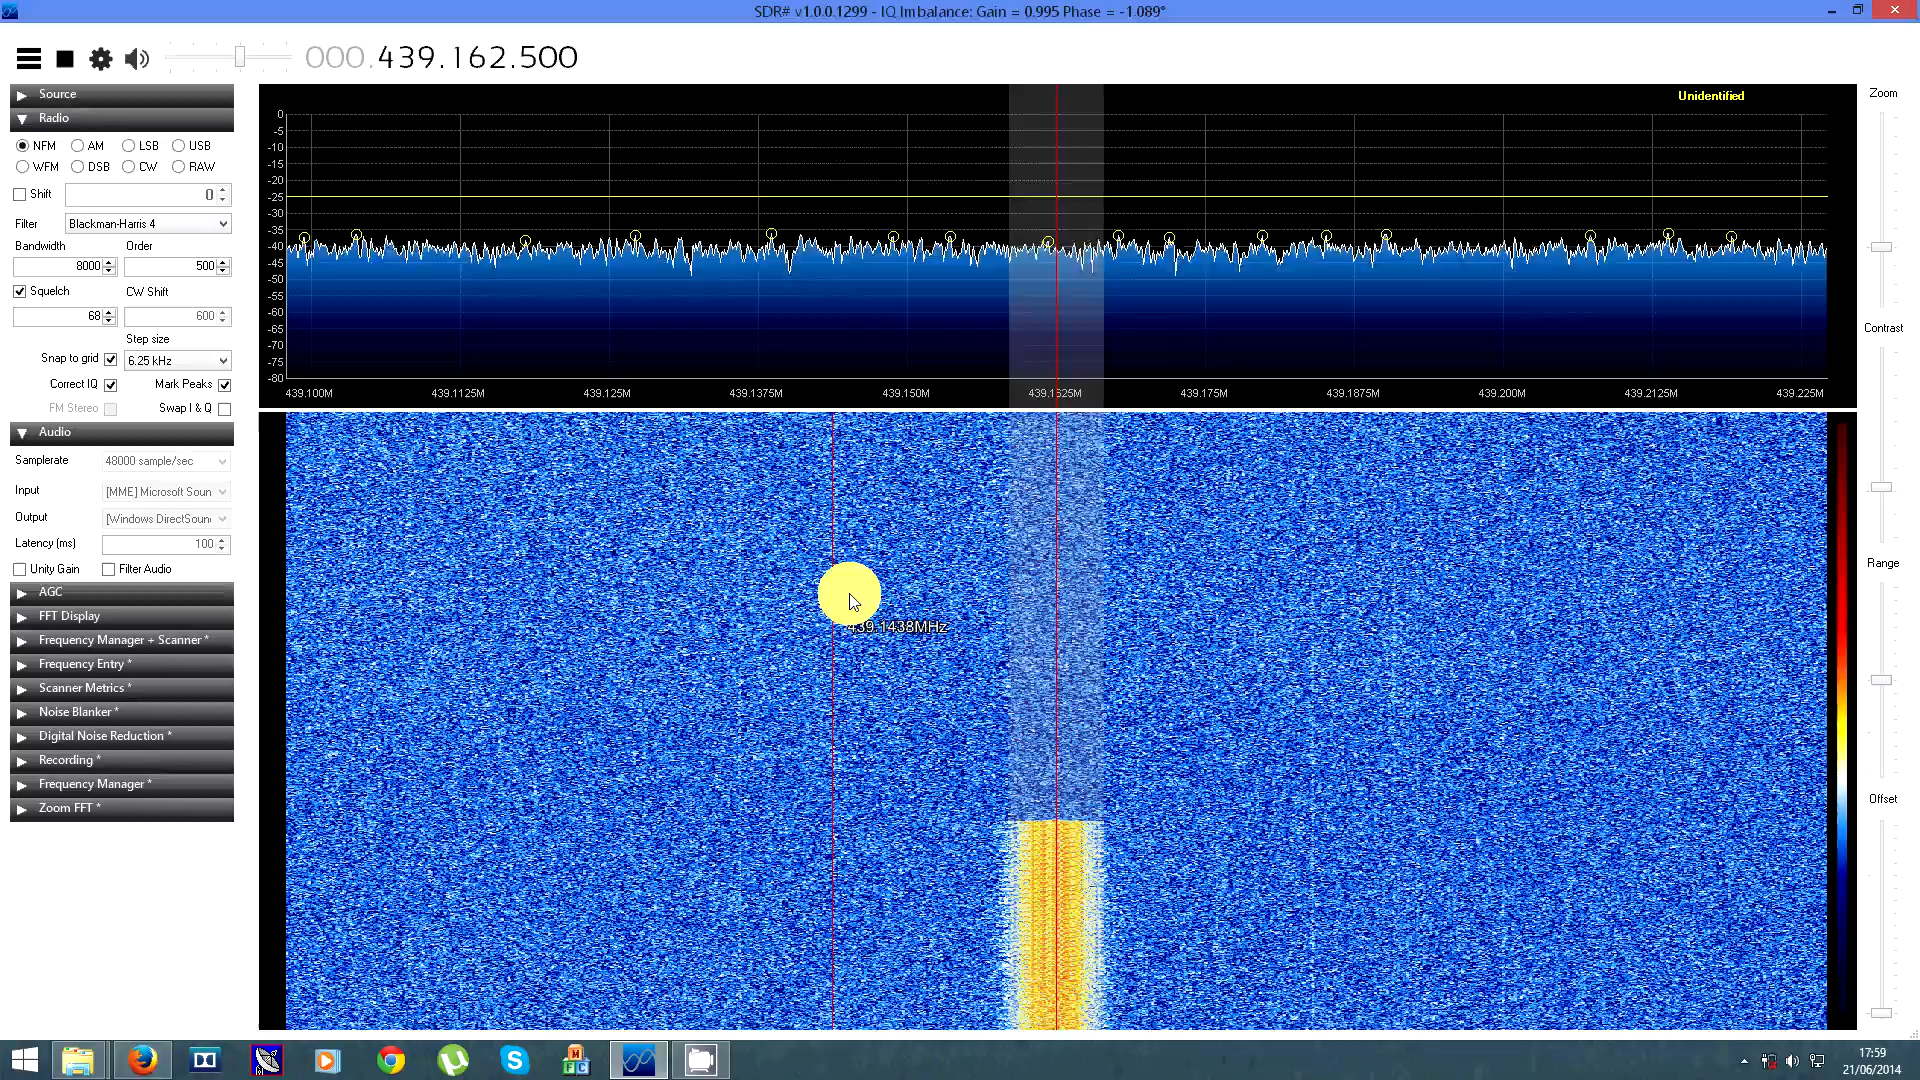 SDR# v1.0.0.1299 - IQ Imbalance: Gain = 0.995 Phase = -1.089°
000.439.162.500
Source
Radio
NFM AM LSB USB
WFM DSB CW RAW
Shift 0
Filter Blackman-Harris 4
Bandwidth Order
8000 500
Squelch CW Shift
68 600
Step size
Snap to grid 6.25 kHz
Correct IQ Mark Peaks
FM Stereo Swap I & Q
Audio
Samplerate 48000 sample/sec
Input [MME] Microsoft Soun
Output [Windows DirectSoun
Latency (ms) 100
Unity Gain Filter Audio
AGC
FFT Display
Frequency Manager + Scanner *
Frequency Entry *
Scanner Metrics *
Noise Blanker *
Digital Noise Reduction *
Recording *
Frequency Manager *
Zoom FFT *
Unidentified
0
-5
-10
-15
-20
-25
-30
-35
-40
-45
-50
-55
-60
-65
-70
-75
-80
439.100M 439.1125M 439.125M 439.1375M 439.150M 439.1625M 439.175M 439.1875M 439.200M 439.2125M 439.225M
439.1438MHz
Zoom
Contrast
Range
Offset
17:59
21/06/2014